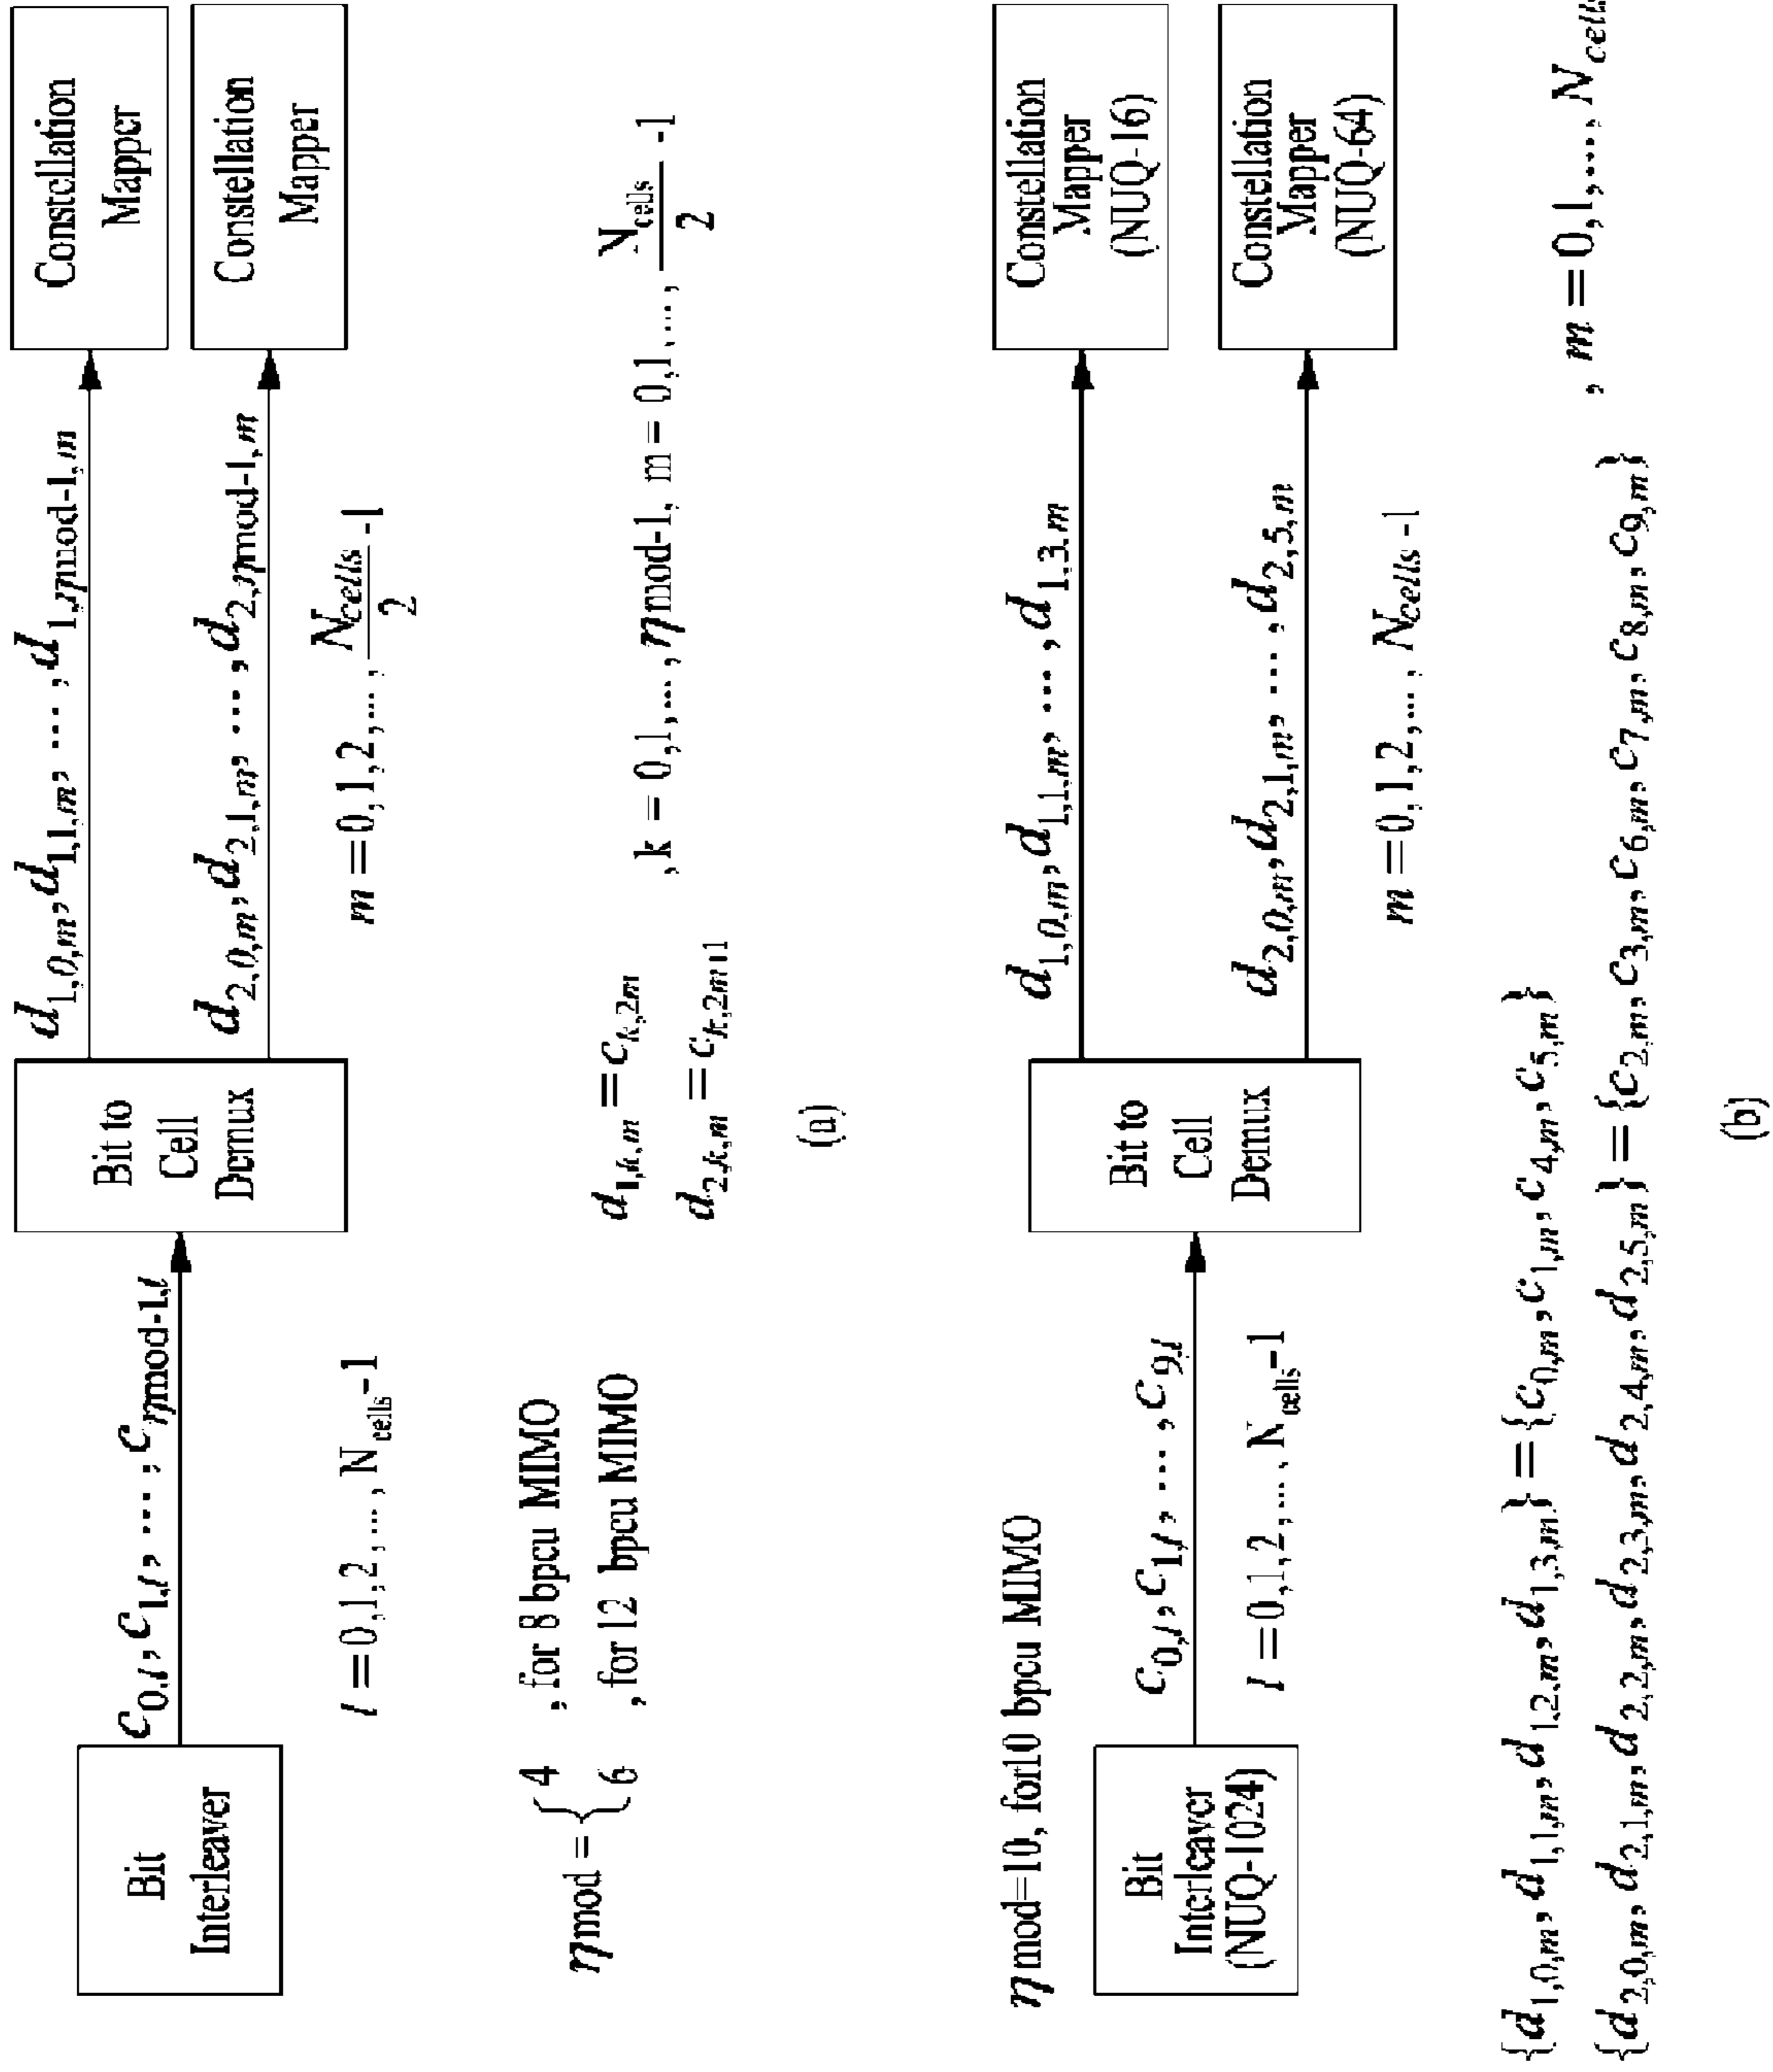 Bit
Interleaver
c0,l, c1,l, ... , cηmod-1,l
l = 0,1,2,..., Ncells-1
Bit to
Cell
Demux
d1,0,m, d1,1,m, ... , d1,ηmod-1,m
d2,0,m, d2,1,m, ... , d2,ηmod-1,m
m = 0,1,2,..., Ncells/2 -1
Constellation
Mapper
Constellation
Mapper
ηmod = { 4 , for 8 bpcu MIMO
6 , for 12 bpcu MIMO
d1,k,m = ck,2m
d2,k,m = ck,2m+1
, k = 0,1,..., ηmod-1, m = 0,1,..., Ncells/2 -1
(a)
ηmod=10, for10 bpcu MIMO
Bit
Interleaver
(NUQ-1024)
c0,l, c1,l, ... , c9,l
l = 0,1,2,..., Ncells-1
Bit to
Cell
Demux
d1,0,m, d1,1,m, ... , d1,3,m
d2,0,m, d2,1,m, ... , d2,5,m
m = 0,1,2,..., Ncells -1
Constellation
Mapper
(NUQ-16)
Constellation
Mapper
(NUQ-64)
{d1,0,m, d1,1,m, d1,2,m, d1,3,m} = {c0,m, c1,m, c4,m, c5,m}
{d2,0,m, d2,1,m, d2,2,m, d2,3,m, d2,4,m, d2,5,m} = {c2,m, c3,m, c6,m, c7,m, c8,m, c9,m}
, m = 0,1,..., Ncells
(b)